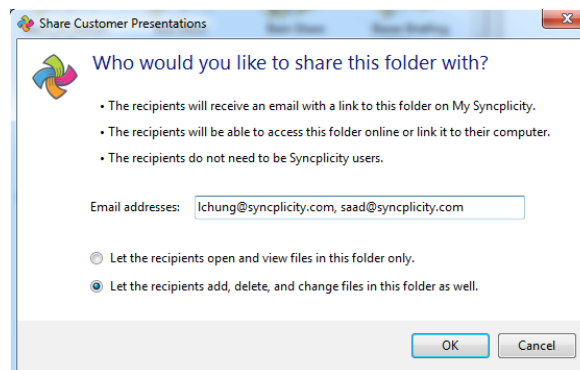 Share Customer Presentations
Who would you like to share this folder with?
• The recipients will receive an email with a link to this folder on My Syncplicity.
• The recipients will be able to access this folder online or link it to their computer.
• The recipients do not need to be Syncplicity users.
Email addresses: lchung@syncplicity.com, saad@syncplicity.com
Let the recipients open and view files in this folder only.
Let the recipients add, delete, and change files in this folder as well.
OK Cancel